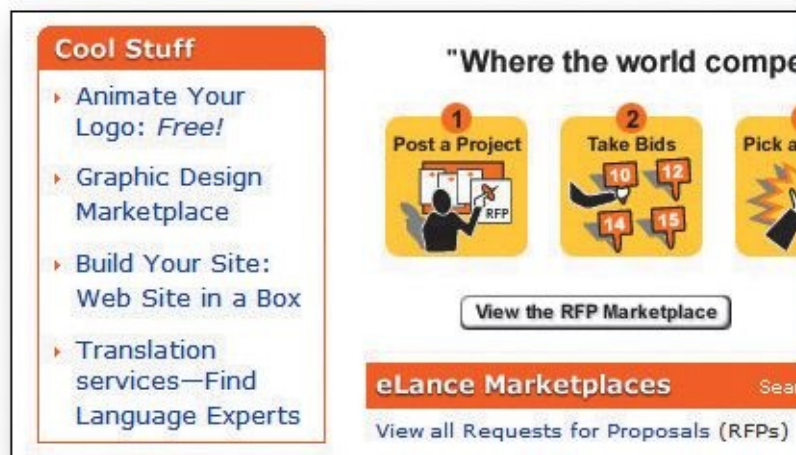 Cool Stuff
Animate Your
Logo: Free!
Graphic Design
Marketplace
Build Your Site:
Web Site in a Box
Translation
services—Find
Language Experts
"Where the world compe
1
Post a Project
RFP
2
Take Bids
10
12
14
15
Pick a
View the RFP Marketplace
eLance Marketplaces
Sear
View all Requests for Proposals (RFPs)